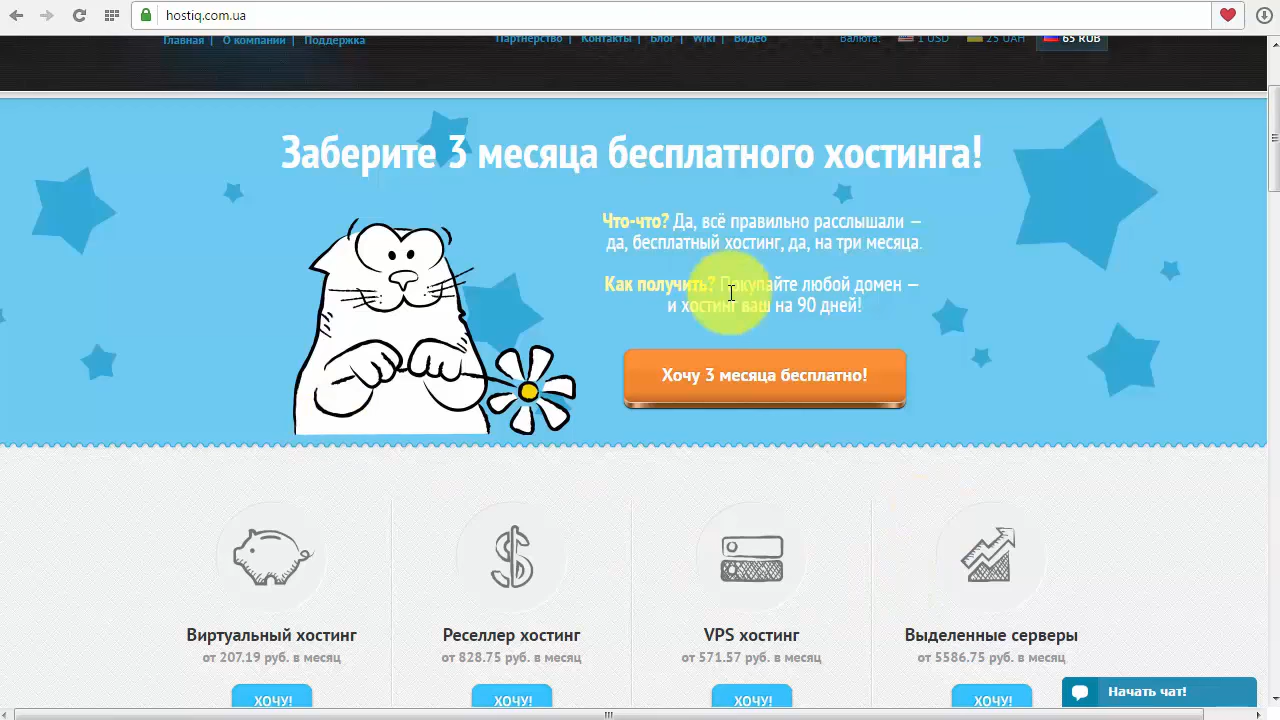 hostiq.com.ua
Главная | О компании | Поддержка
Партнерство | Контакты | Блог | Wiki | Видео
Валюта: 1 USD 25 UAH 65 RUB
Заберите 3 месяца бесплатного хостинга!
Что-что? Да, всё правильно расслышали —
да, бесплатный хостинг, да, на три месяца.
Как получить? Покупайте любой домен —
и хостинг ваш на 90 дней!
Хочу 3 месяца бесплатно!
Виртуальный хостинг
от 207.19 руб. в месяц
ХОЧУ!
Реселлер хостинг
от 828.75 руб. в месяц
ХОЧУ!
VPS хостинг
от 571.57 руб. в месяц
ХОЧУ!
Выделенные серверы
от 5586.75 руб. в месяц
ХОЧУ!
Начать чат!